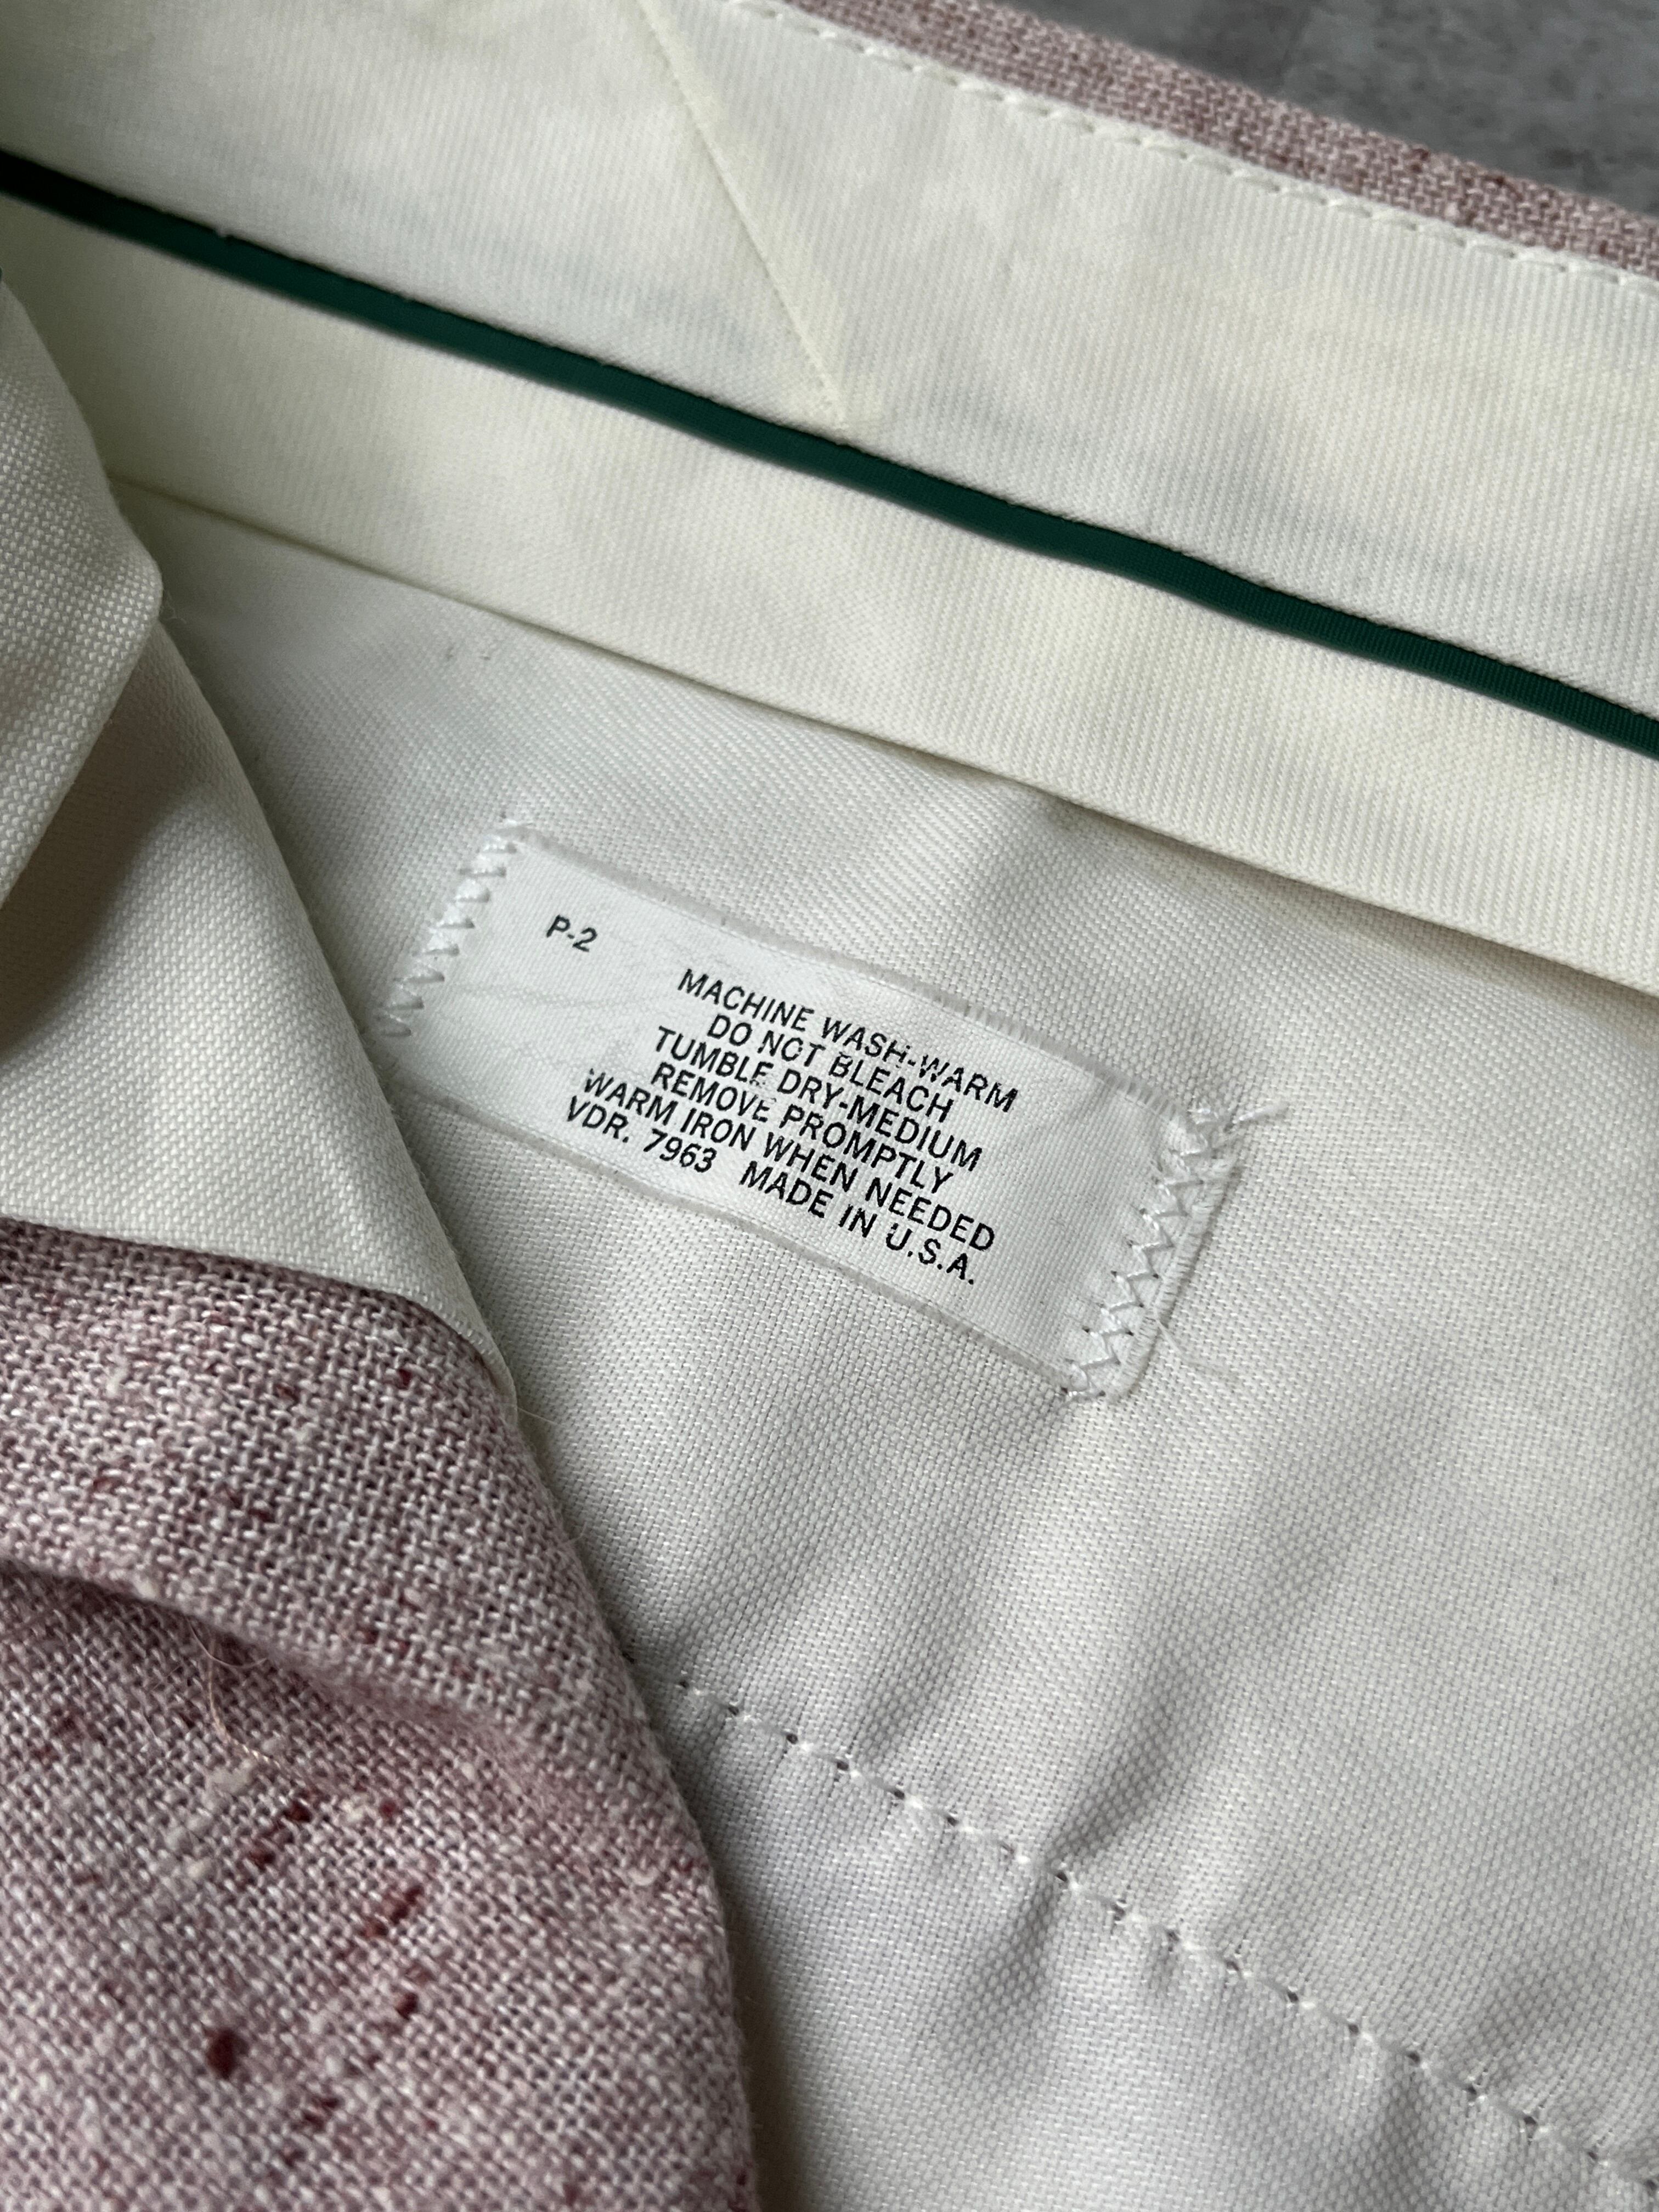 P-2
MACHINE WASH-WARM
DO NOT BLEACH
TUMBLE DRY-MEDIUM
REMOVE PROMPTLY
WARM IRON WHEN NEEDED
VDR. 7963 MADE IN U.S.A.